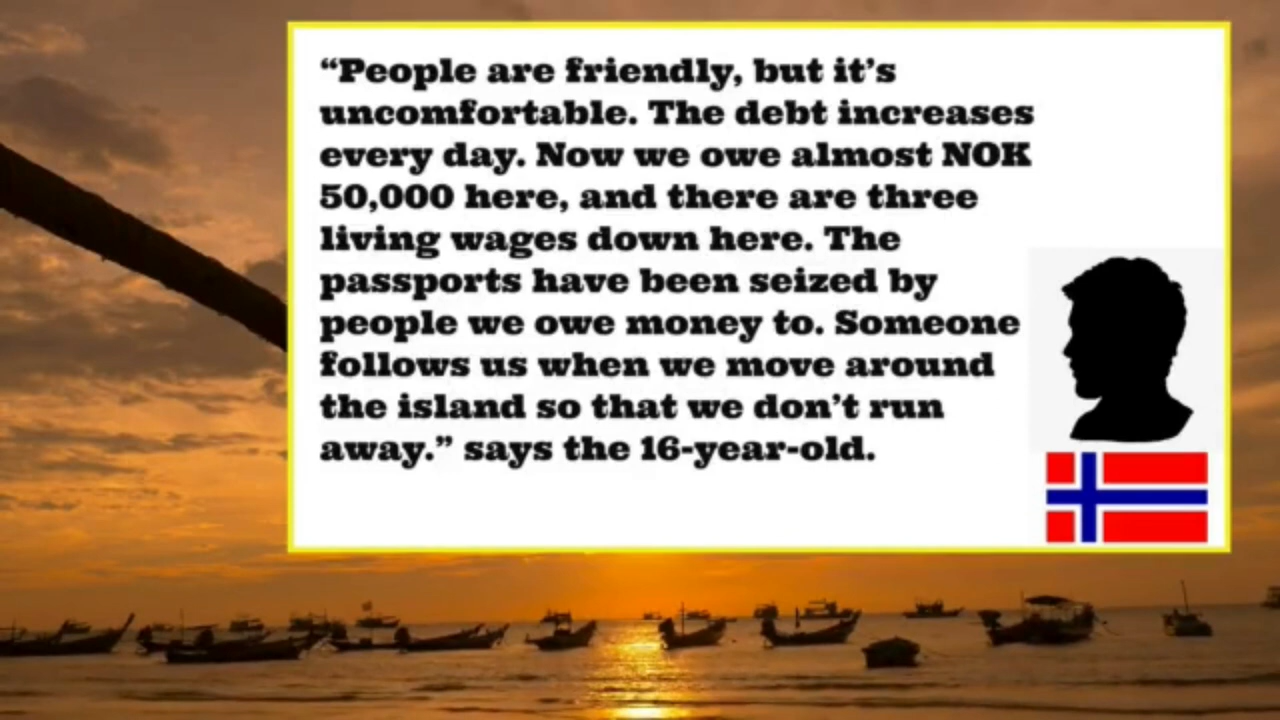 “People are friendly, but it’s
uncomfortable. The debt increases
every day. Now we owe almost NOK
50,000 here, and there are three
living wages down here. The
passports have been seized by
people we owe money to. Someone
follows us when we move around
the island so that we don’t run
away.” says the 16-year-old.